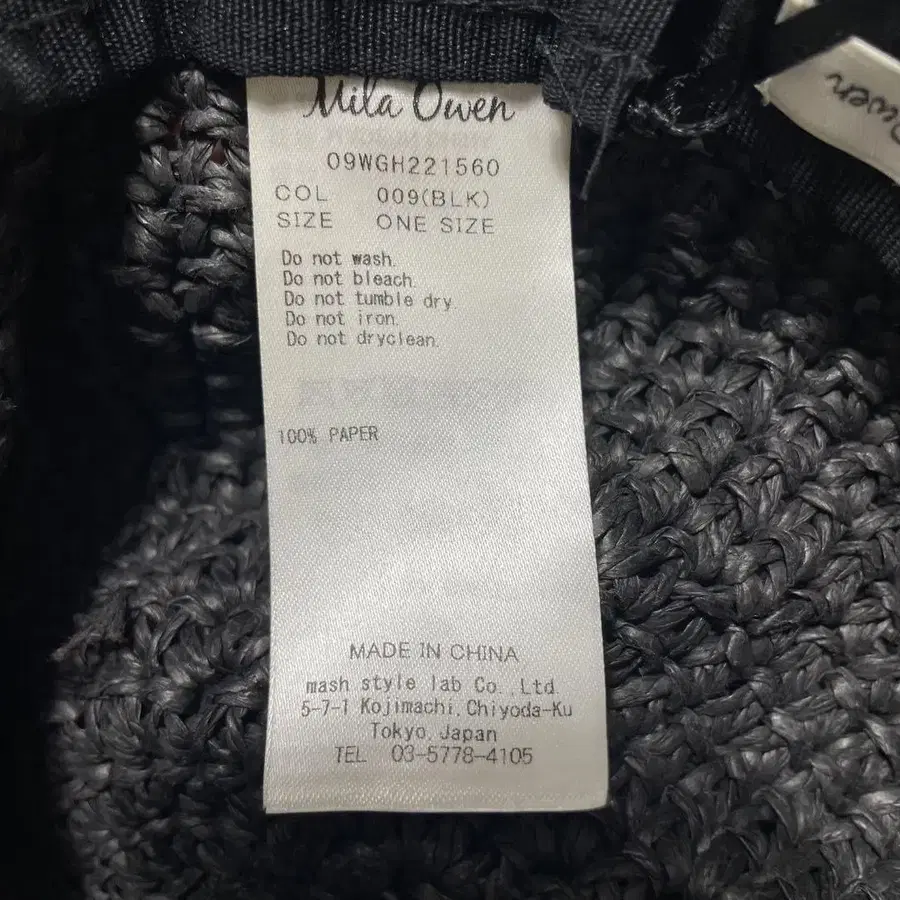 Mila Owen
09WGH221560
COL 009(BLK)
SIZE ONE SIZE
Do not wash.
Do not bleach.
Do not tumble dry.
Do not iron.
Do not dryclean.
100% PAPER
MADE IN CHINA
mash style lab Co.,Ltd.
5-7-1 Kojimachi,Chiyoda-Ku
Tokyo,Japan
TEL 03-5778-4105
Owen